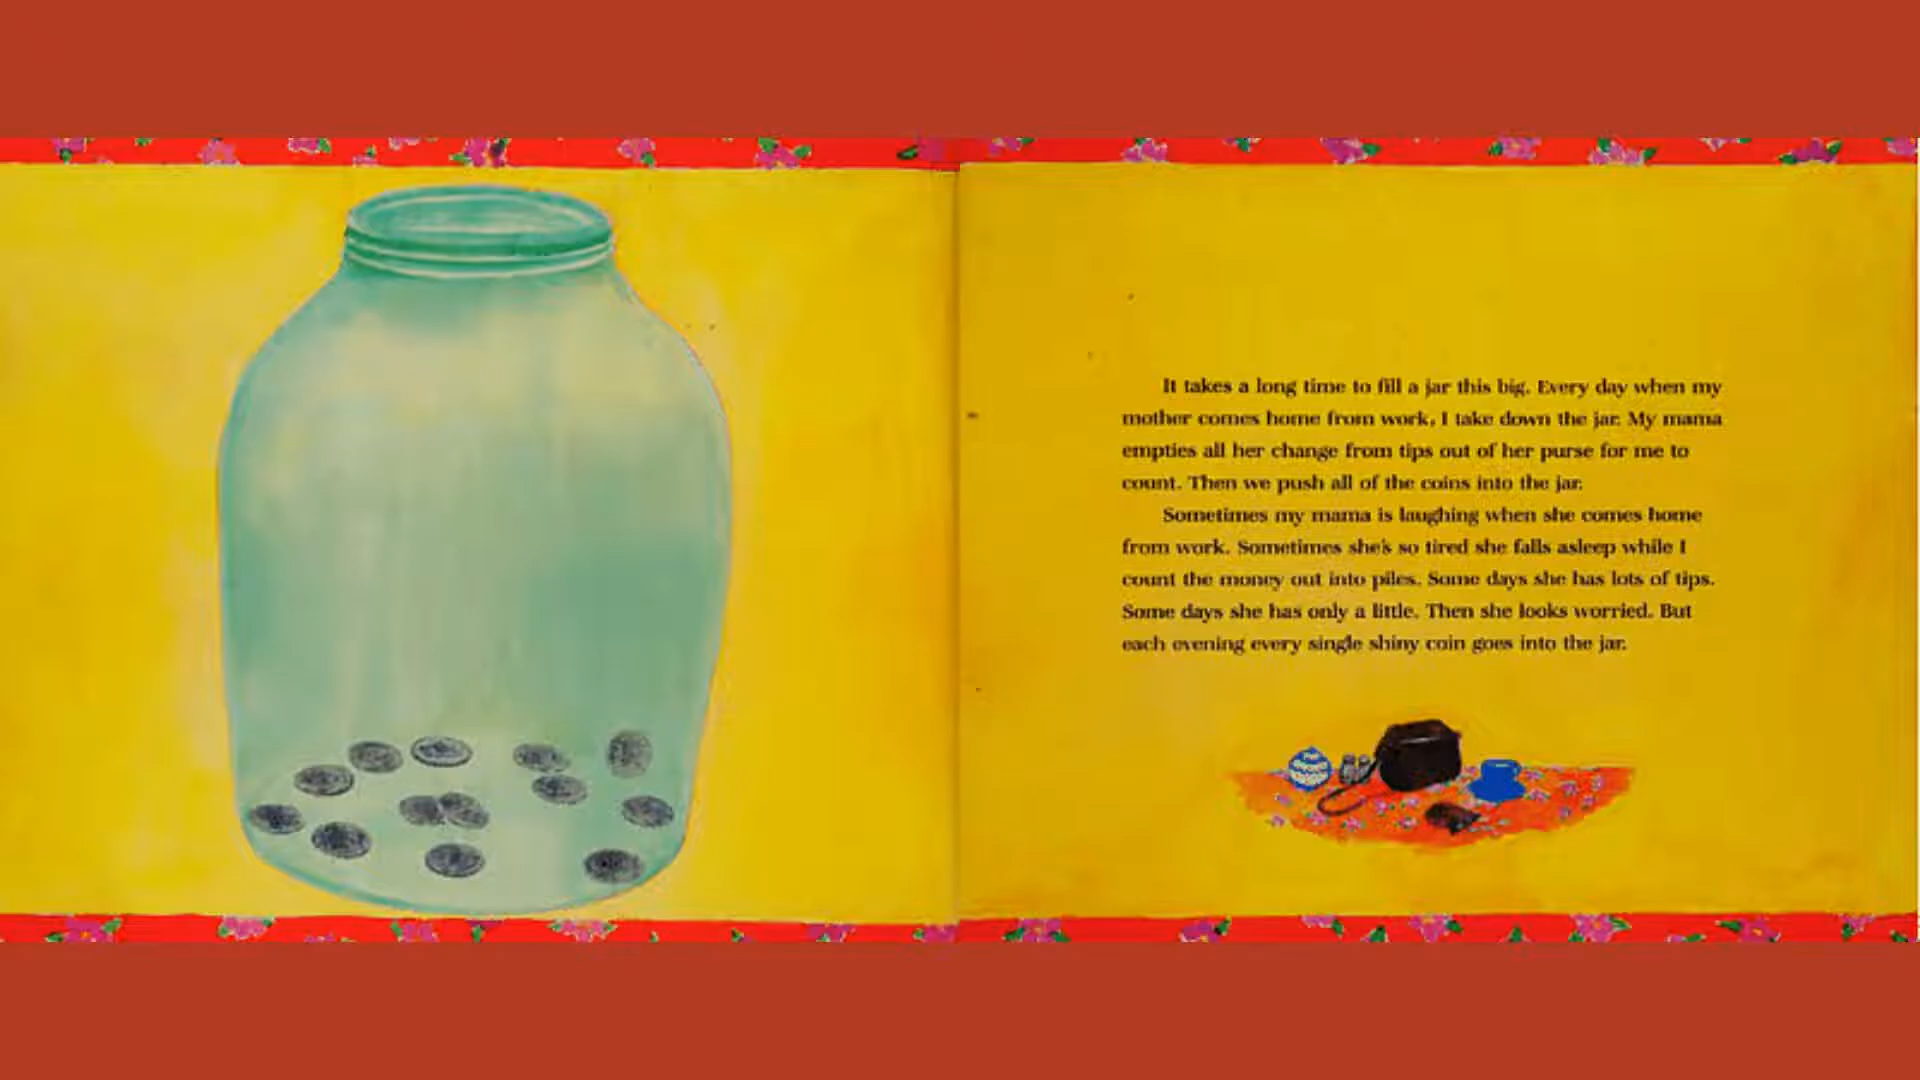 It takes a long time to fill a jar this big. Every day when my
mother comes home from work, I take down the jar. My mama
empties all her change from tips out of her purse for me to
count. Then we push all of the coins into the jar.
Sometimes my mama is laughing when she comes home
from work. Sometimes she's so tired she falls asleep while I
count the money out into piles. Some days she has lots of tips.
Some days she has only a little. Then she looks worried. But
each evening every single shiny coin goes into the jar.